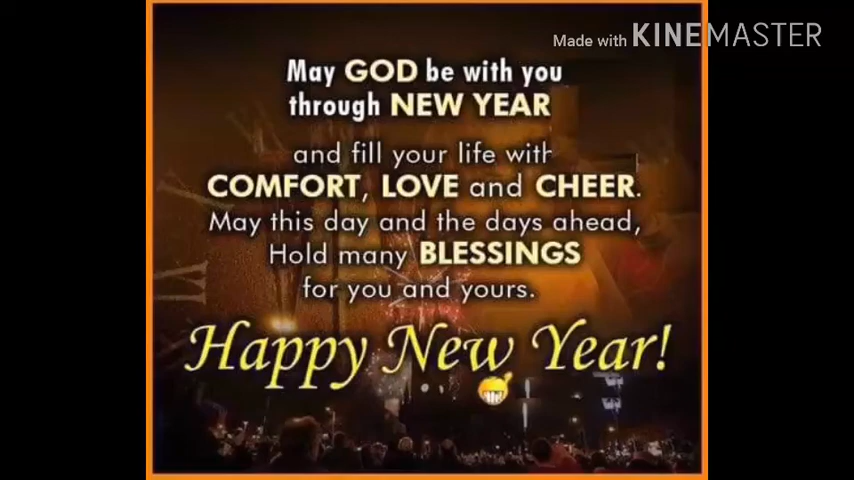 Made with KINEMASTER
May GOD be with you
through NEW YEAR
and fill your life with
COMFORT, LOVE and CHEER.
May this day and the days ahead,
Hold many BLESSINGS
for you and yours.
Happy New Year!